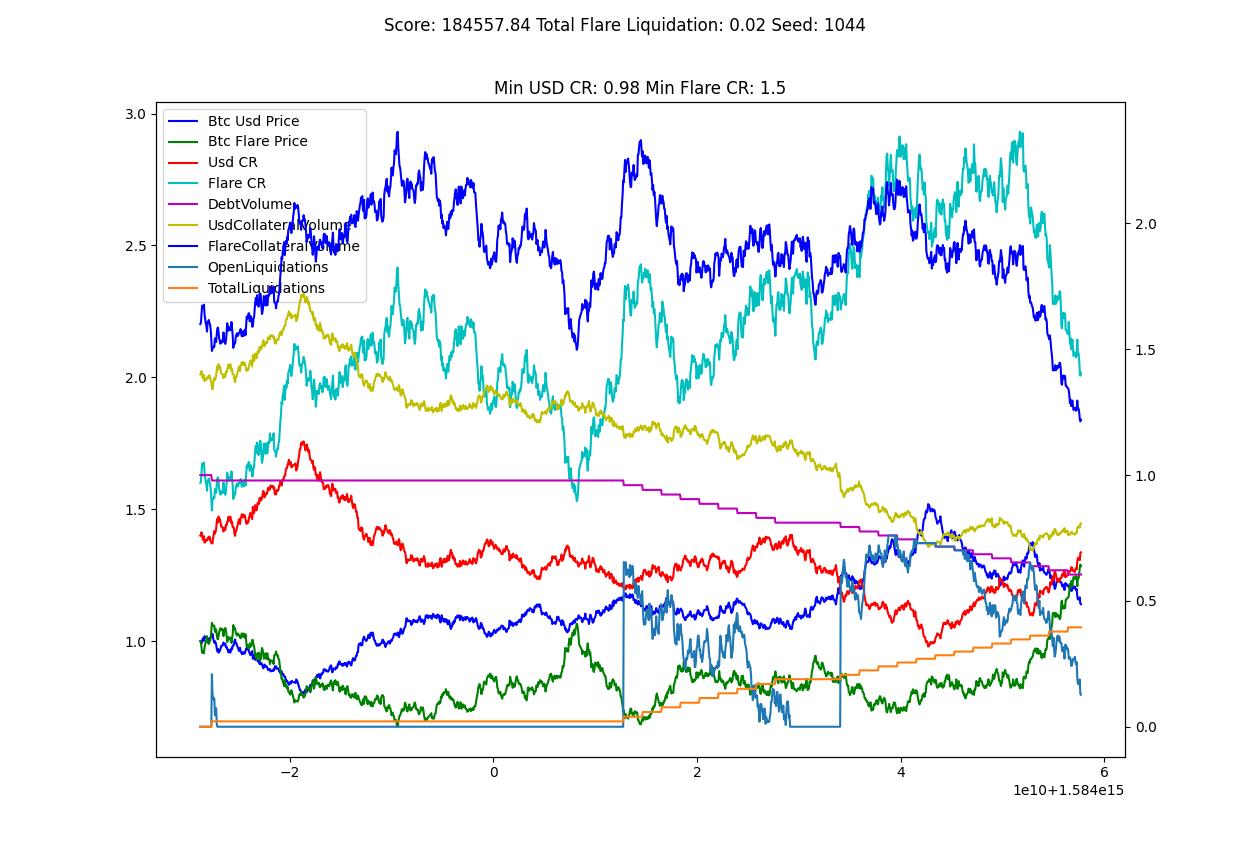 Score: 184557.84 Total Flare Liquidation: 0.02 Seed: 1044
Min USD CR: 0.98 Min Flare CR: 1.5
3.0
2.5
2.0
1.5
1.0
Btc Usd Price
Btc Flare Price
Usd CR
Flare CR
DebtVolume
UsdCollateralVolume
FlareCollateralVolume
OpenLiquidations
TotalLiquidations
2.0
1.5
1.0
0.5
0.0
−2
0
2
4
6
1e10+1.584e15